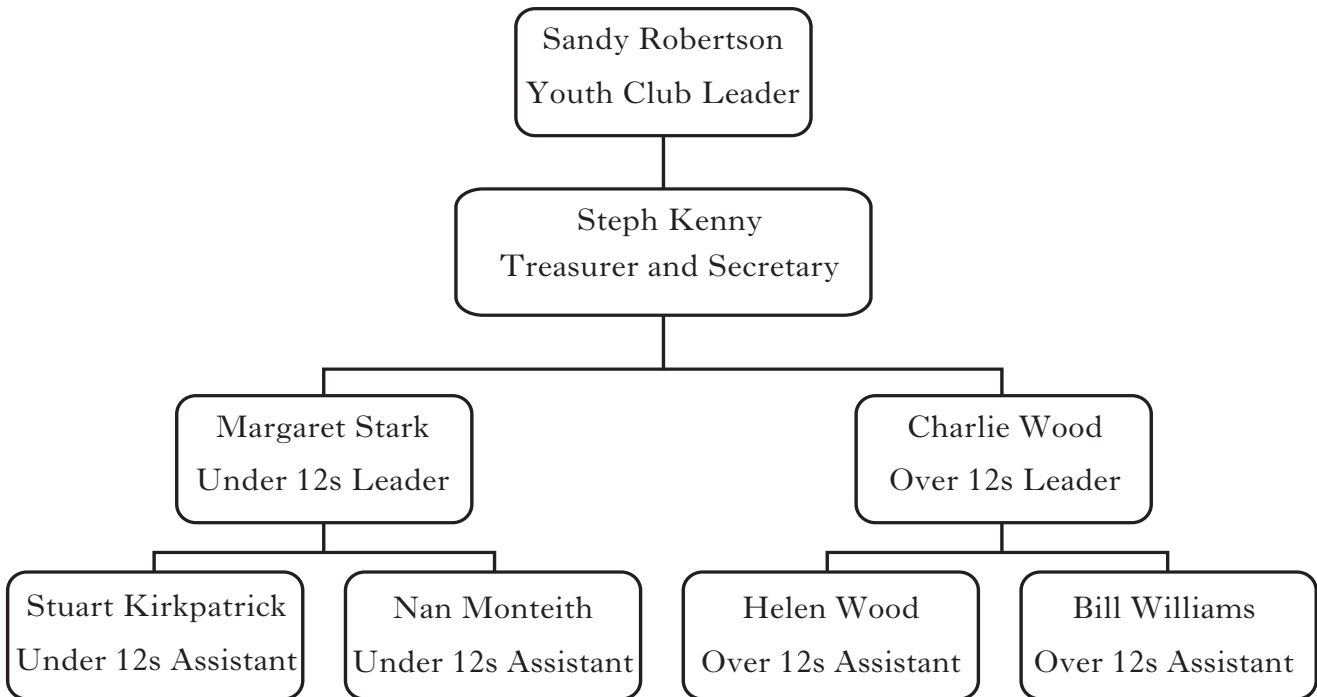 Sandy Robertson
Youth Club Leader
Steph Kenny
Treasurer and Secretary
Margaret Stark
Under 12s Leader
Charlie Wood
Over 12s Leader
Stuart Kirkpatrick
Under 12s Assistant
Nan Monteith
Under 12s Assistant
Helen Wood
Over 12s Assistant
Bill Williams
Over 12s Assistant